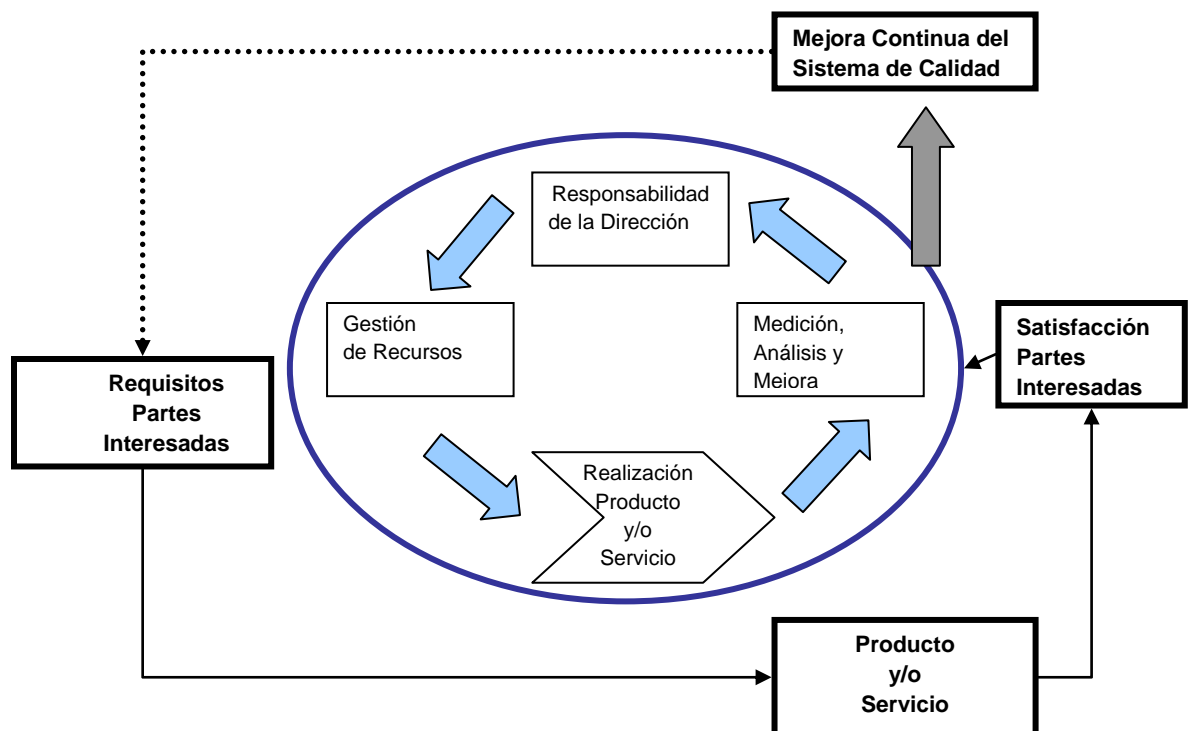 Mejora Continua del
Sistema de Calidad
Responsabilidad
de la Dirección
Gestión
de Recursos
Medición,
Análisis y
Meiora
Satisfacción
Partes
Interesadas
Requisitos
Partes
Interesadas
Realización
Producto
y/o
Servicio
Producto
y/o
Servicio